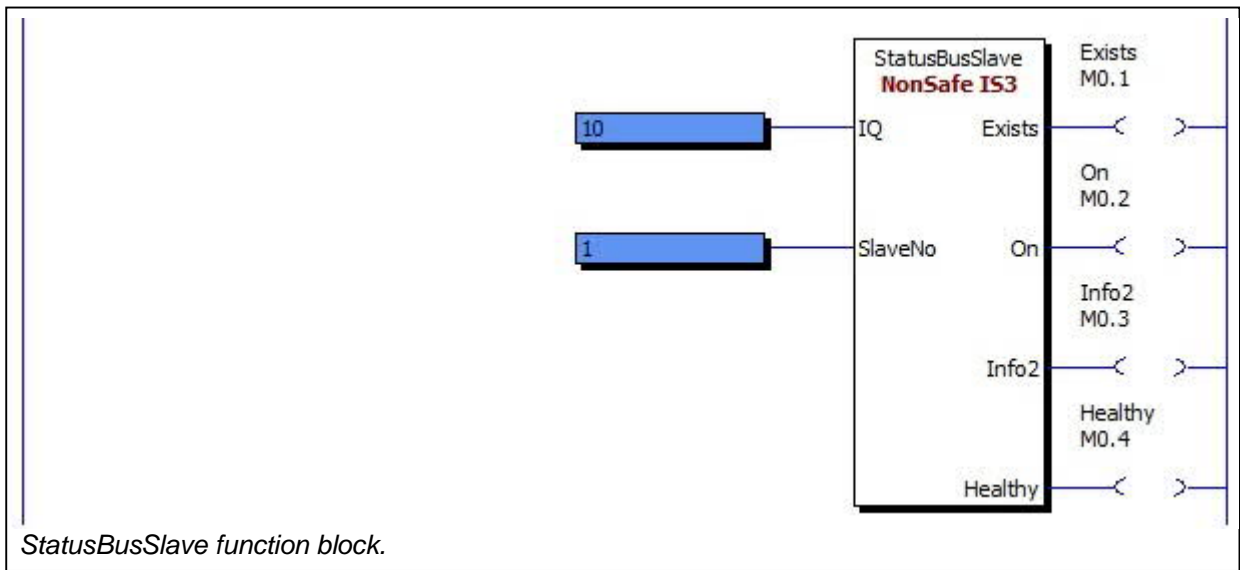 StatusBusSlave
NonSafe IS3
Exists
M0.1
10
IQ
Exists
On
M0.2
1
SlaveNo
On
Info2
M0.3
Info2
Healthy
M0.4
Healthy
StatusBusSlave function block.